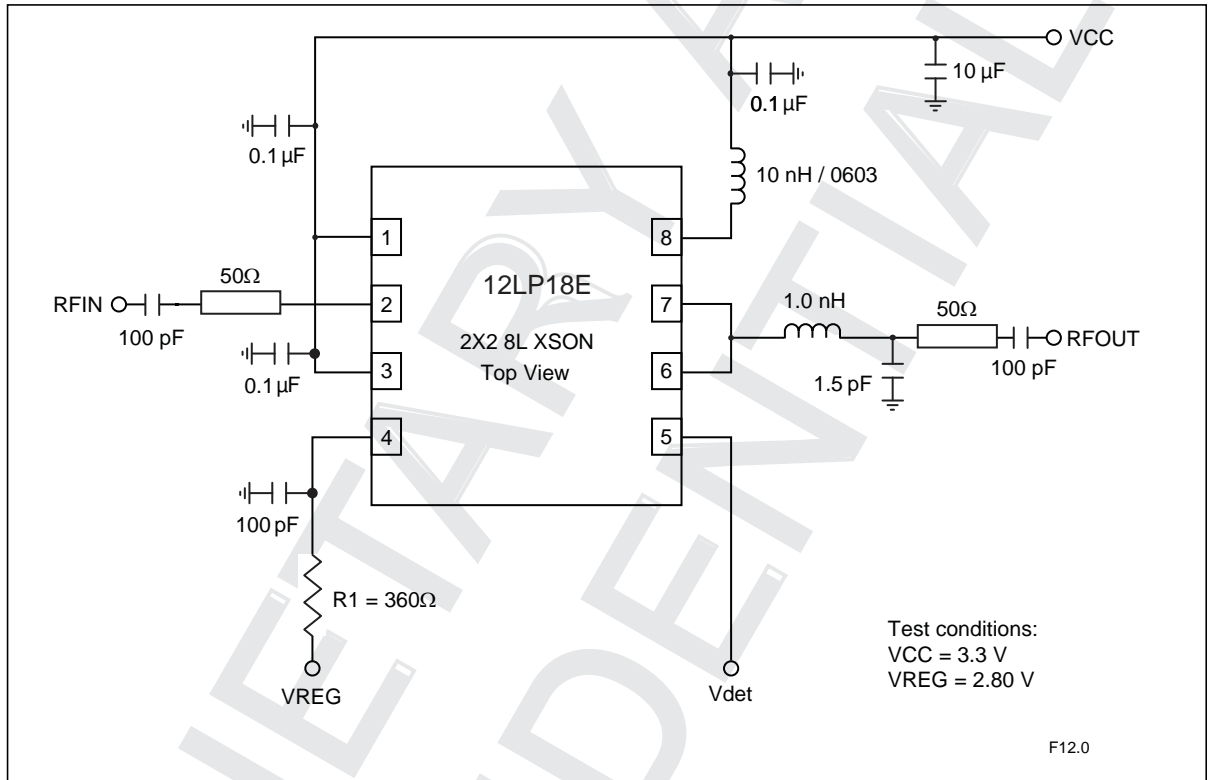 VCC
10 µF
0.1 µF
0.1 µF
10 nH / 0603
1
8
12LP18E
50Ω
RFIN
2
7
1.0 nH
50Ω
100 pF
2X2 8L XSON
RFOUT
Top View
0.1 µF
3
6
1.5 pF
100 pF
4
5
100 pF
R1 = 360Ω
VREG
Vdet
Test conditions:
VCC = 3.3 V
VREG = 2.80 V
F12.0